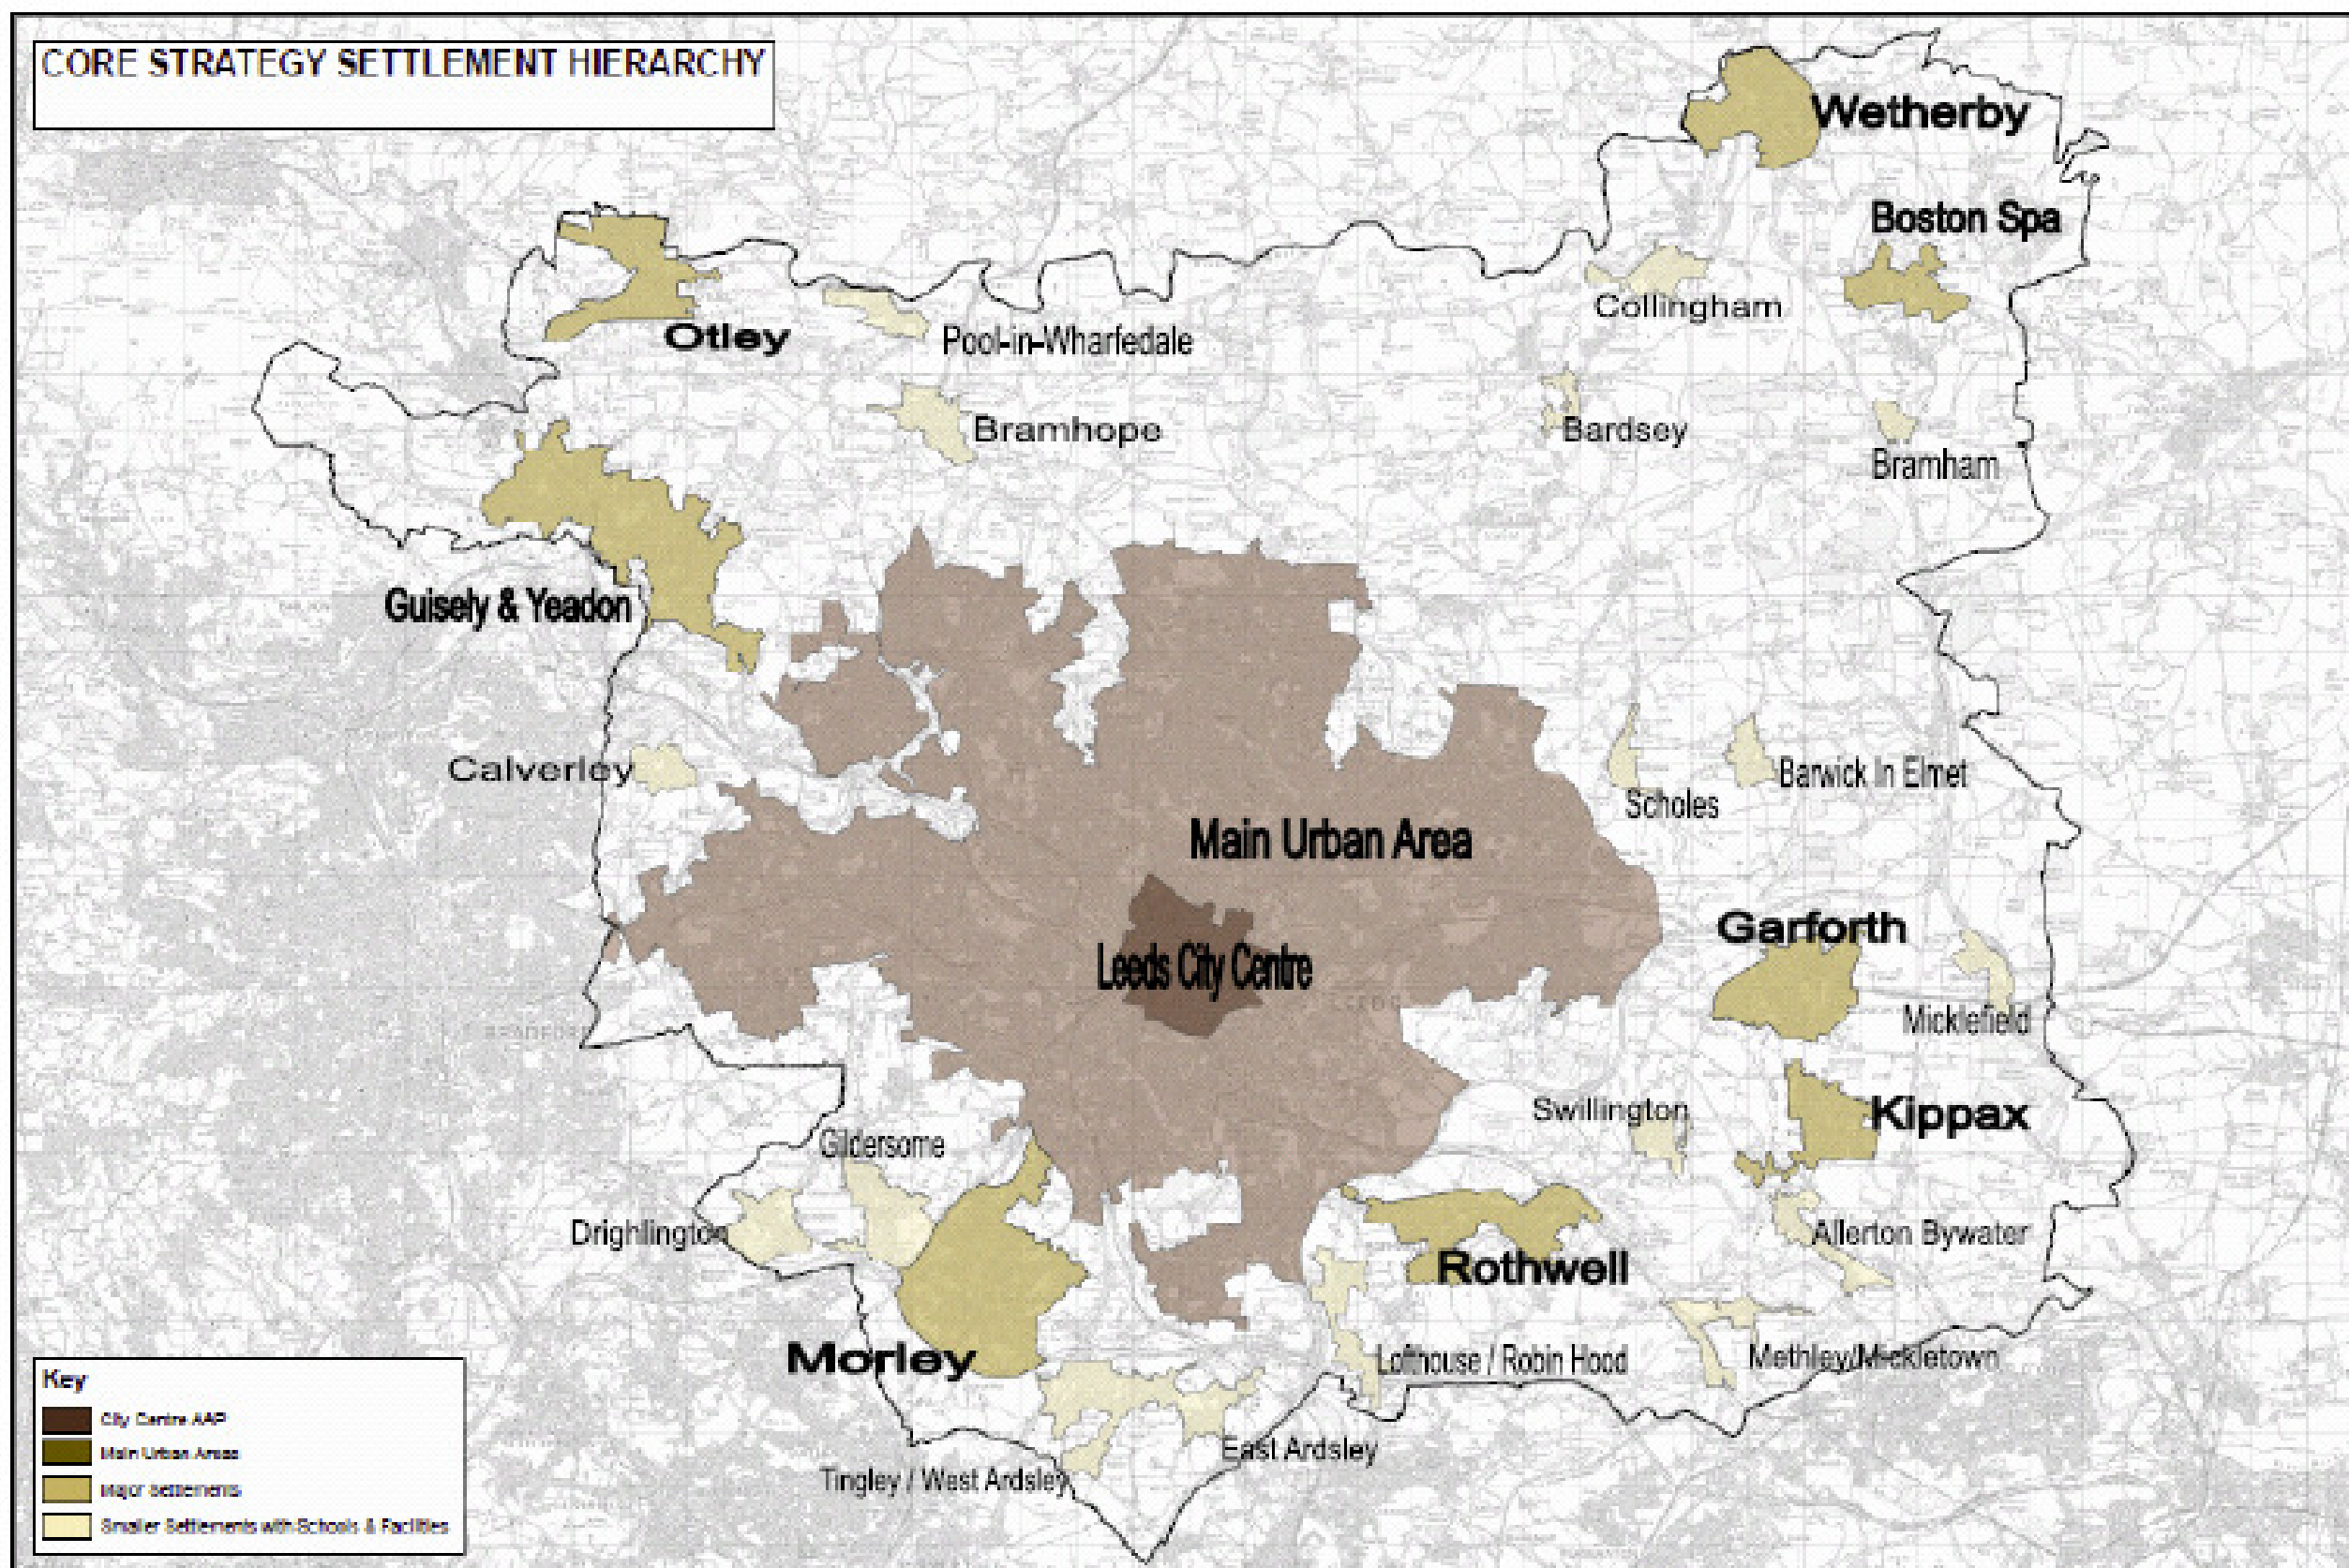 CORE STRATEGY SETTLEMENT HIERARCHY
Wetherby
Boston Spa
Collingham
Otley
Pool-in-Wharfedale
Bramhope
Bardsey
Bramham
Guisely & Yeadon
Calverley
Scholes
Barwick In Elmet
Main Urban Area
Garforth
Leeds City Centre
Micklefield
Swillington
Kippax
Gildersome
Drighlington
Allerton Bywater
Rothwell
Morley
Lofthouse / Robin Hood
Methley/Mickletown
East Ardsley
Tingley / West Ardsley
BRADFORD
LEEDS
Key
City Centre AAP
Main Urban Areas
Major Settlements
Smaller Settlements with Schools & Facilities